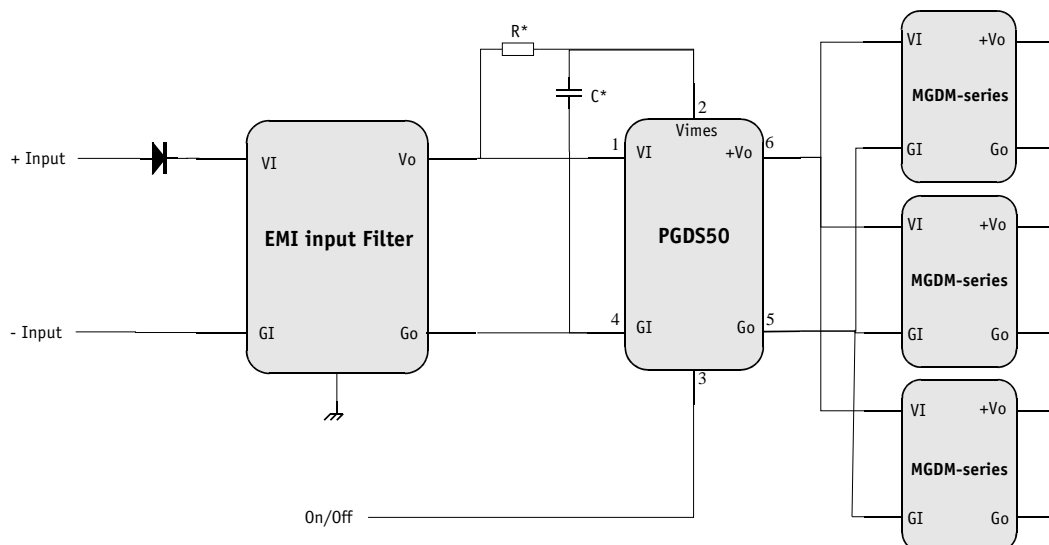 R*
C*
+ Input
- Input
VI
Vo
EMI input Filter
GI
Go
1
2
Vimes
VI
+Vo
6
PGDS50
4
GI
Go
5
3
On/Off
VI
+Vo
MGDM-series
GI
Go
VI
+Vo
MGDM-series
GI
Go
VI
+Vo
MGDM-series
GI
Go